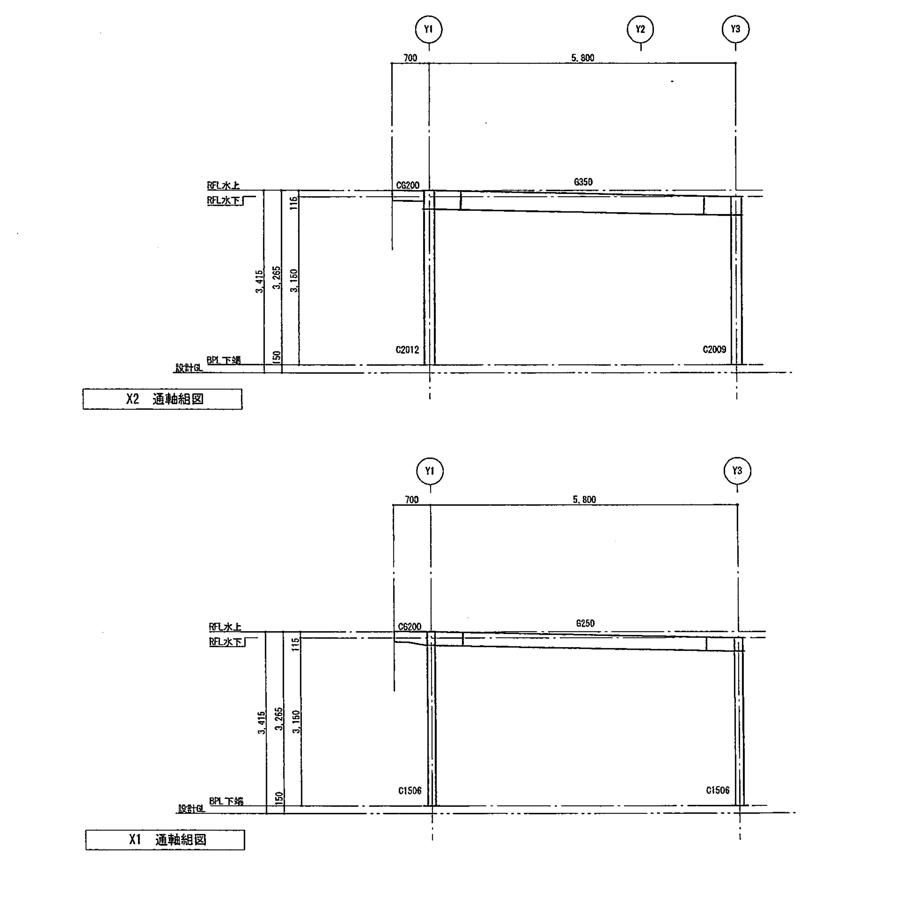 Y1 Y2 Y3
700 5,800
RFL水上 CG200 G350
RFL水下 116
3,415 3,265 3,150
C2012 C2009
BPL下端 150
設計GL
X2 通軸組図
Y1 Y3
700 5,800
RFL水上 CG200 G250
RFL水下 115
3,415 3,265 3,150
C1506 C1506
BPL下端 150
設計GL
X1 通軸組図